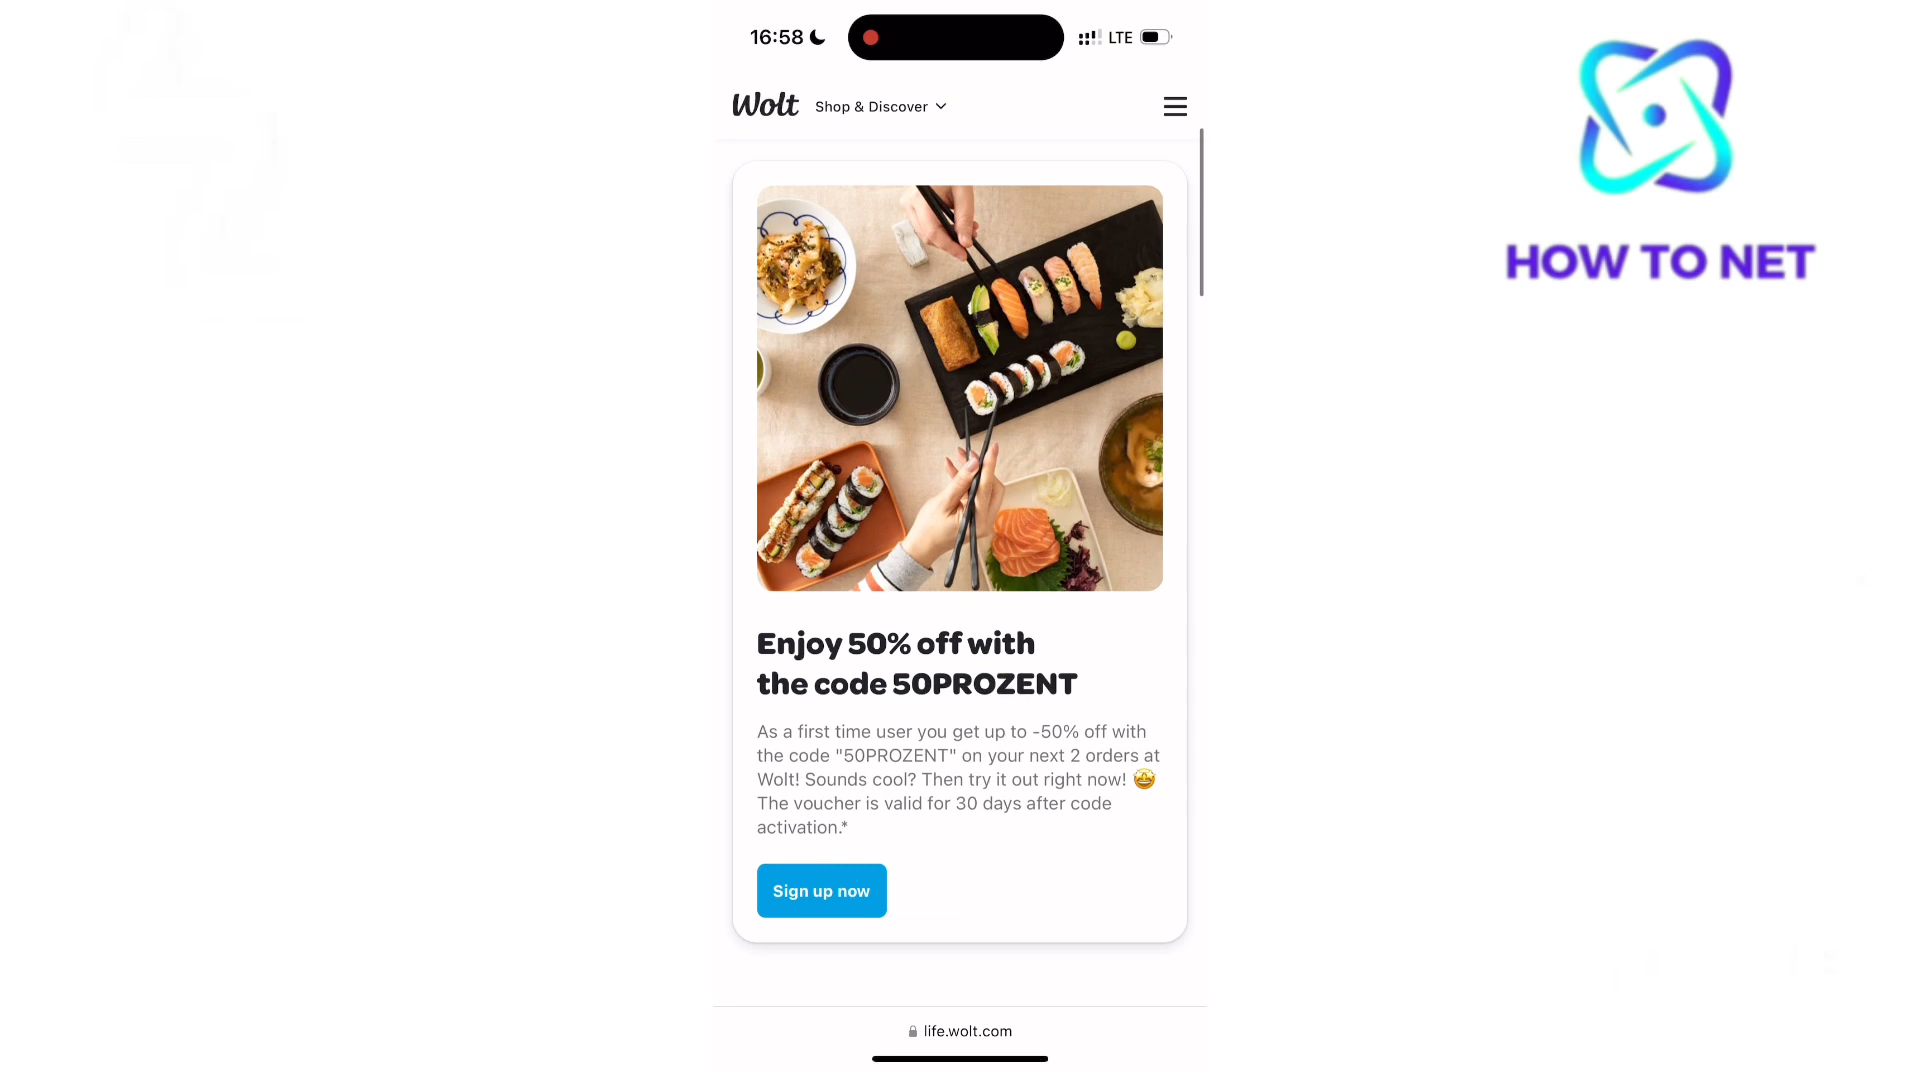 16:58
LTE
Wolt
Shop & Discover
HOW TO NET
Enjoy 50% off with
the code 50PROZENT
As a first time user you get up to -50% off with
the code "50PROZENT" on your next 2 orders at
Wolt! Sounds cool? Then try it out right now! 🤩
The voucher is valid for 30 days after code
activation.*
Sign up now
life.wolt.com